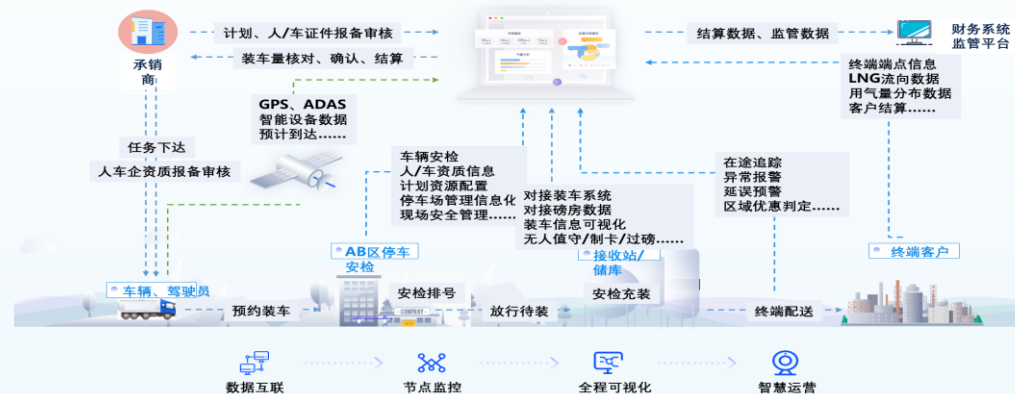 计划、人/车证件报备审核
装车量核对、确认、结算
承销
商
结算数据、监管数据
财务系统
监管平台
终端端点信息
LNG流向数据
用气量分布数据
客户结算......
GPS、ADAS
智能设备数据
预计到达......
任务下达
人车企资质报备审核
车辆安检
人/车资质信息
计划资源配置
停车场管理信息化
现场安全管理......
对接装车系统
对接磅房数据
装车信息可视化
无人值守/制卡/过磅......
在途追踪
异常报警
延误预警
区域优惠判定......
AB区停车
安检
接收站/
储库
终端客户
车辆、驾驶员
预约装车
安检排号
COMPANY
放行待装
安检充装
终端配送
数据互联
节点监控
全程可视化
智慧运营